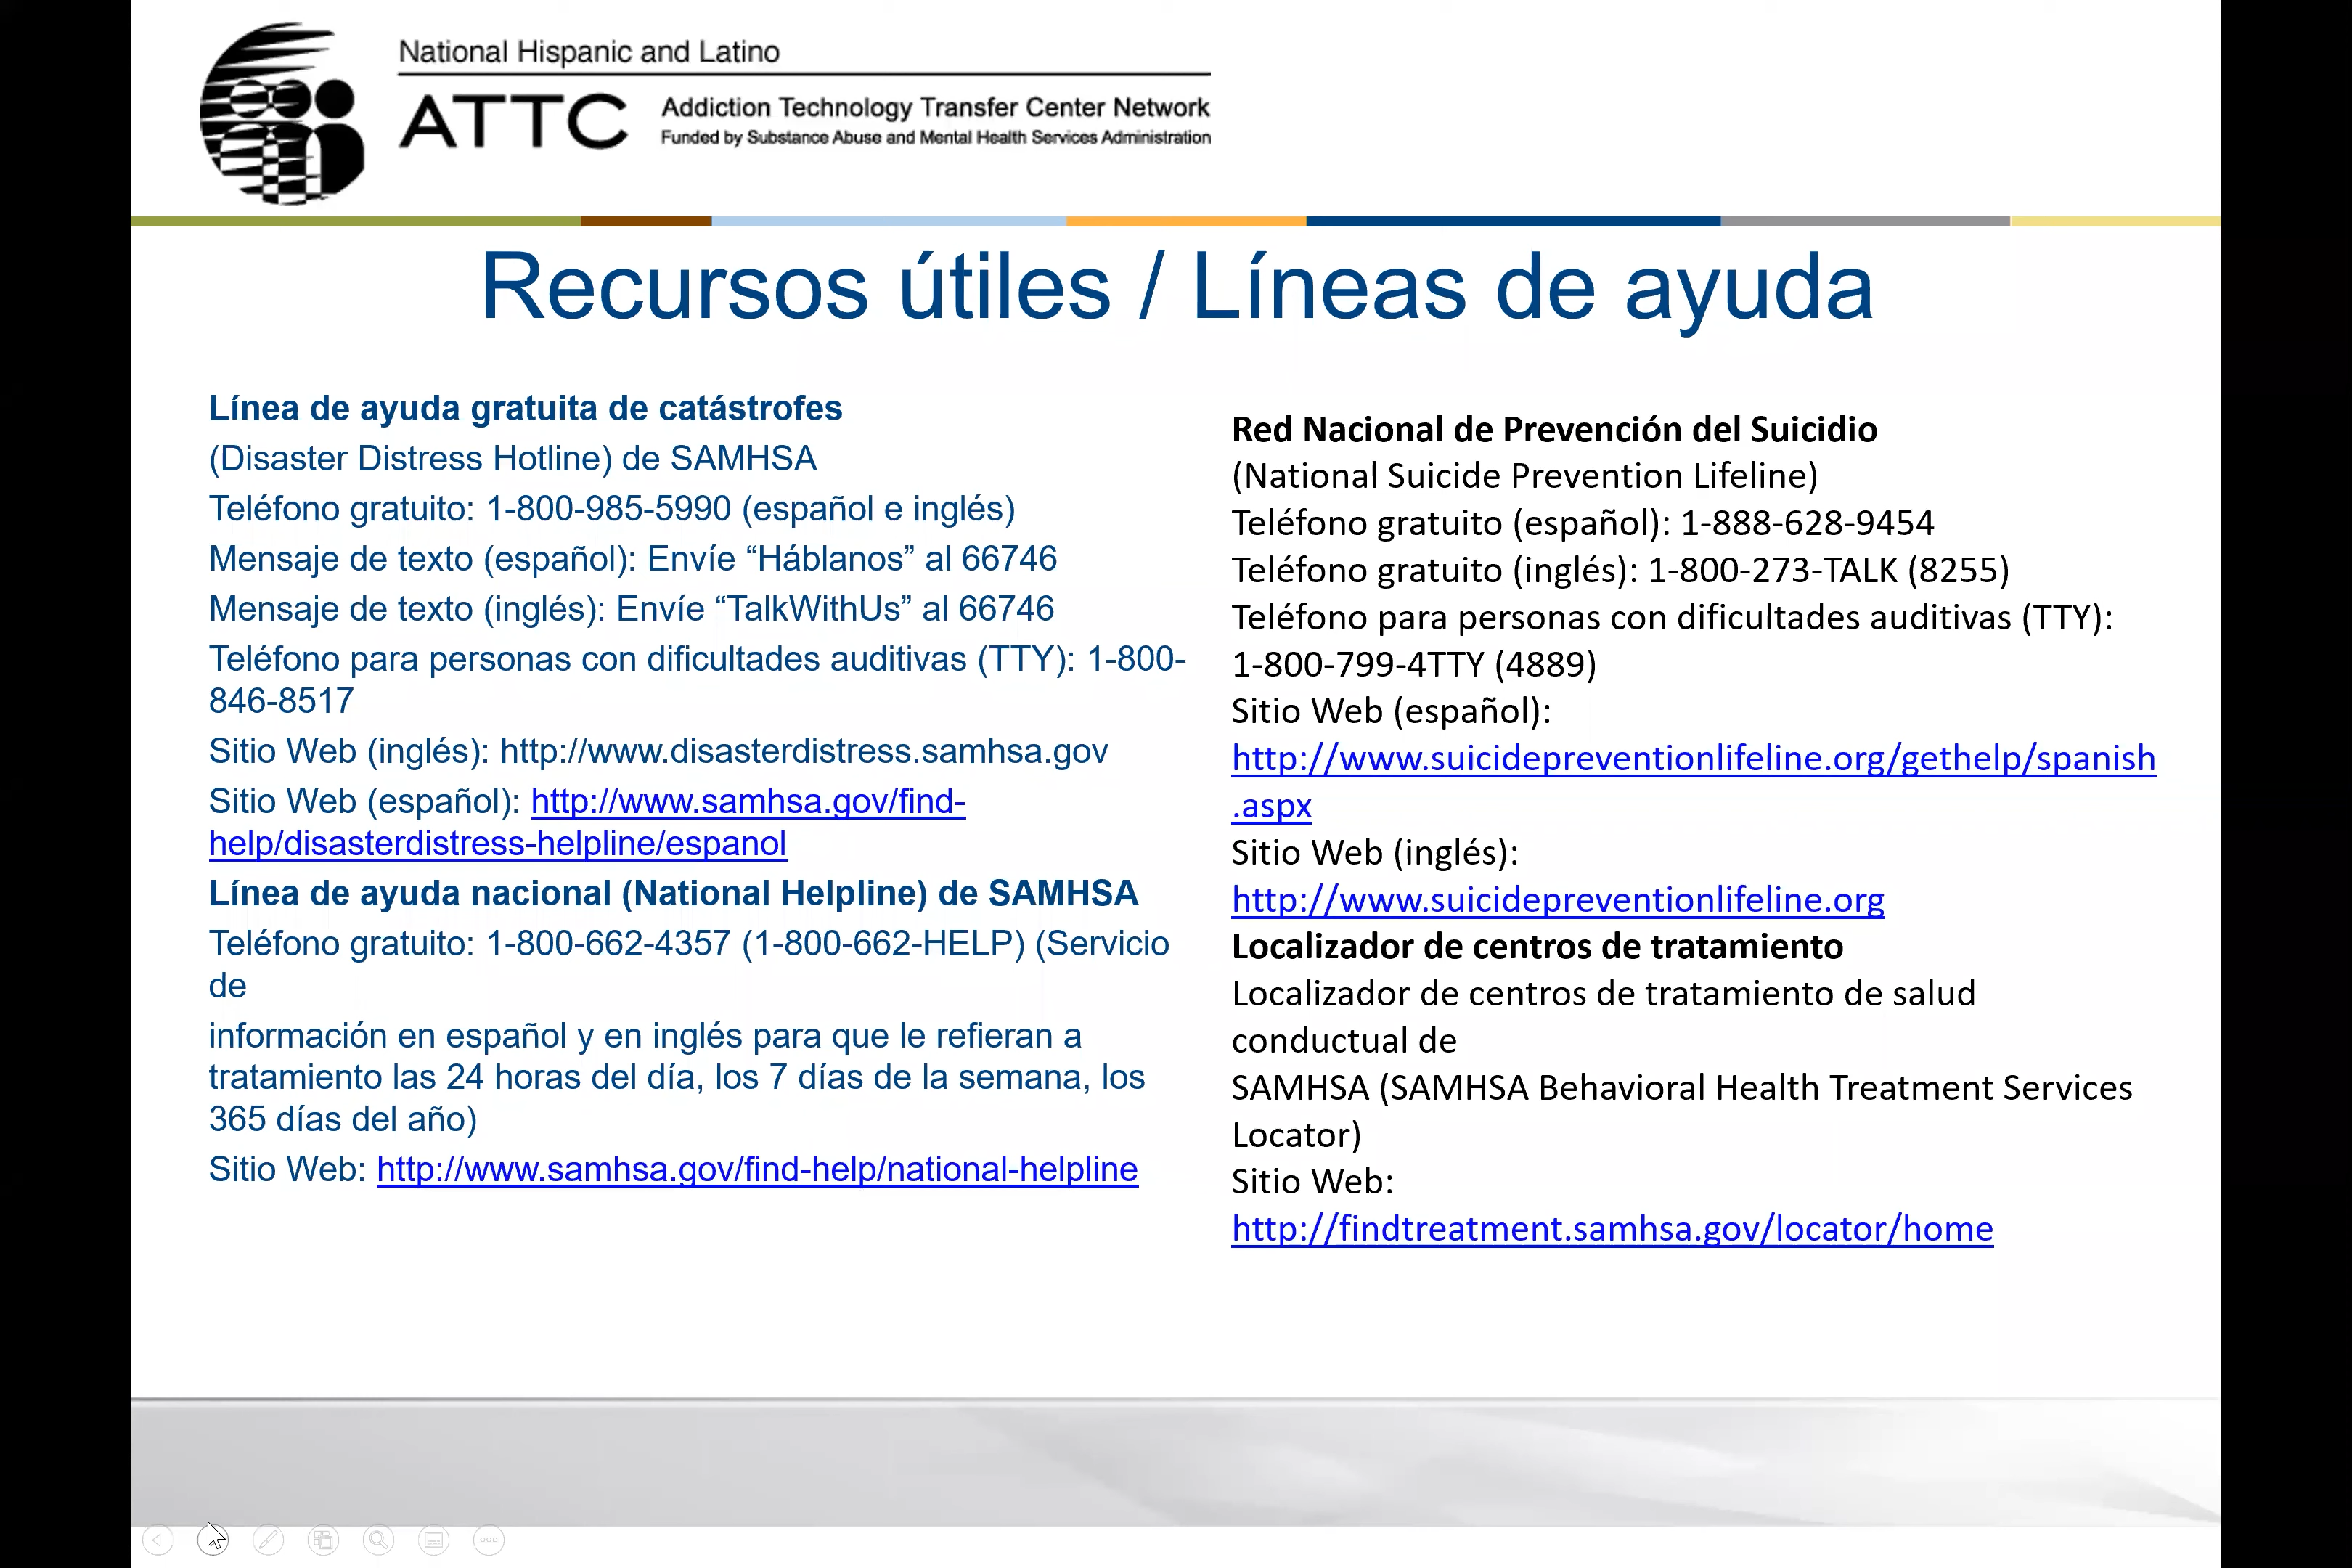 National Hispanic and Latino
ATTC
Addiction Technology Transfer Center Network
Funded by Substance Abuse and Mental Health Services Administration
Recursos útiles / Líneas de ayuda
Línea de ayuda gratuita de catástrofes
(Disaster Distress Hotline) de SAMHSA
Teléfono gratuito: 1-800-985-5990 (español e inglés)
Mensaje de texto (español): Envíe “Háblanos” al 66746
Mensaje de texto (inglés): Envíe “TalkWithUs” al 66746
Teléfono para personas con dificultades auditivas (TTY): 1-800-
846-8517
Sitio Web (inglés): http://www.disasterdistress.samhsa.gov
Sitio Web (español): http://www.samhsa.gov/find-
help/disasterdistress-helpline/espanol
Línea de ayuda nacional (National Helpline) de SAMHSA
Teléfono gratuito: 1-800-662-4357 (1-800-662-HELP) (Servicio
de
información en español y en inglés para que le refieran a
tratamiento las 24 horas del día, los 7 días de la semana, los
365 días del año)
Sitio Web: http://www.samhsa.gov/find-help/national-helpline
Red Nacional de Prevención del Suicidio
(National Suicide Prevention Lifeline)
Teléfono gratuito (español): 1-888-628-9454
Teléfono gratuito (inglés): 1-800-273-TALK (8255)
Teléfono para personas con dificultades auditivas (TTY):
1-800-799-4TTY (4889)
Sitio Web (español):
http://www.suicidepreventionlifeline.org/gethelp/spanish
.aspx
Sitio Web (inglés):
http://www.suicidepreventionlifeline.org
Localizador de centros de tratamiento
Localizador de centros de tratamiento de salud
conductual de
SAMHSA (SAMHSA Behavioral Health Treatment Services
Locator)
Sitio Web:
http://findtreatment.samhsa.gov/locator/home